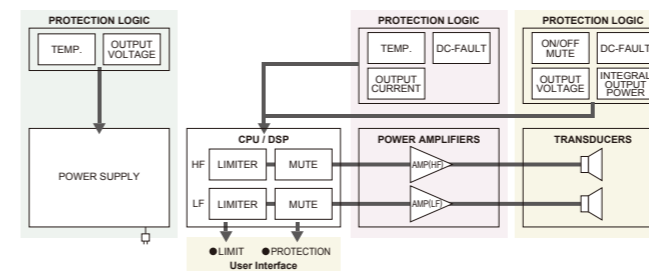 PROTECTION LOGIC
TEMP.
OUTPUT
VOLTAGE
POWER SUPPLY
PROTECTION LOGIC
TEMP.
DC-FAULT
OUTPUT
CURRENT
PROTECTION LOGIC
ON/OFF
MUTE
DC-FAULT
OUTPUT
VOLTAGE
INTEGRAL
OUTPUT
POWER
CPU / DSP
HF
LIMITER
MUTE
LF
LIMITER
MUTE
POWER AMPLIFIERS
AMP(HF)
AMP(LF)
TRANSDUCERS
●LIMIT
●PROTECTION
User Interface